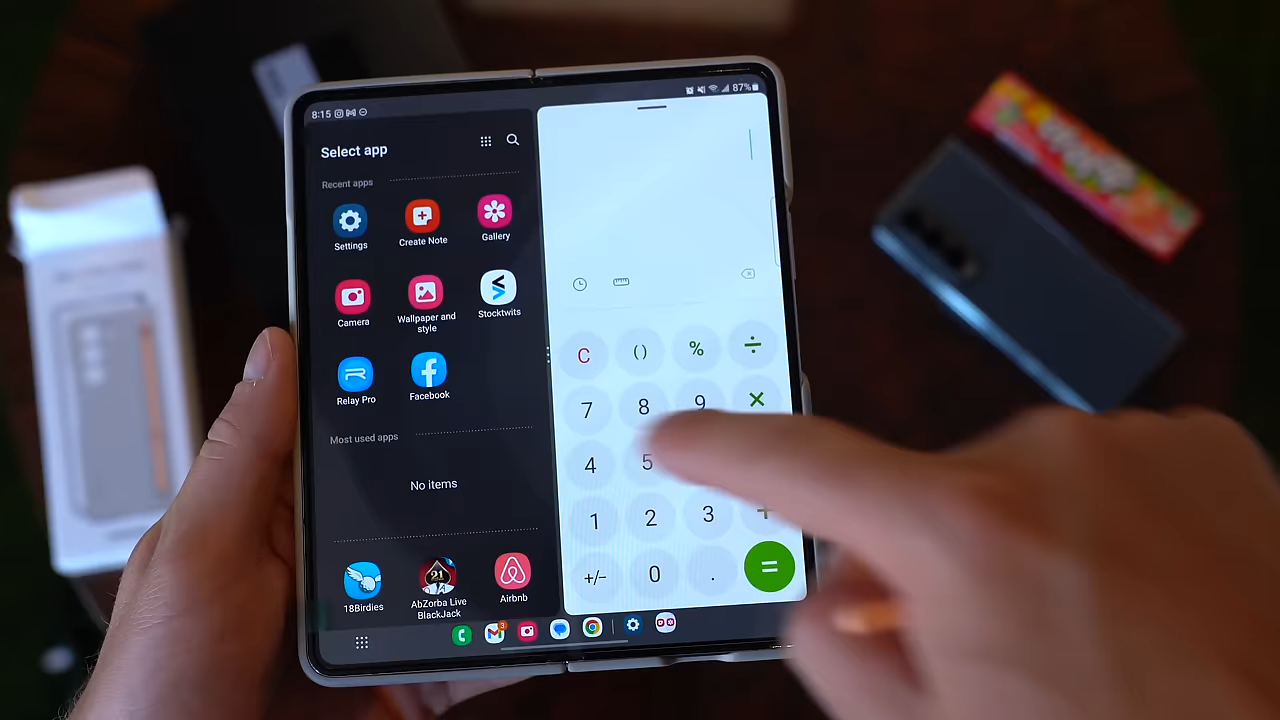 8:15
87%
Select app
Recent apps
Settings
Create Note
Gallery
Camera
Wallpaper and
style
Stocktwits
Relay Pro
Facebook
Most used apps
No items
18Birdies
21
AbZorba Live
BlackJack
Airbnb
3
C ( ) % ÷
7 8 9 ×
4 5
1 2 3 +
+/- 0 . =